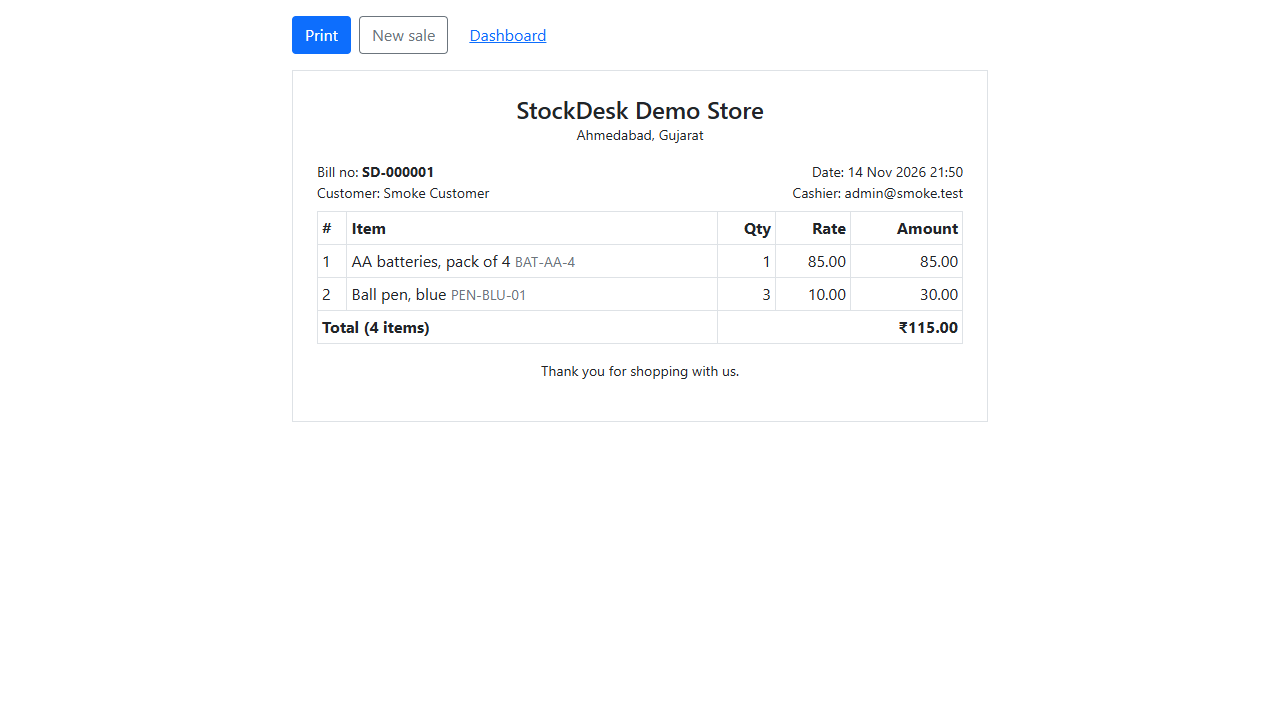 Print New sale Dashboard
StockDesk Demo Store
Ahmedabad, Gujarat
Bill no: SD-000001 Date: 14 Nov 2026 21:50
Customer: Smoke Customer Cashier: admin@smoke.test
# Item Qty Rate Amount
1 AA batteries, pack of 4 BAT-AA-4 1 85.00 85.00
2 Ball pen, blue PEN-BLU-01 3 10.00 30.00
Total (4 items) ₹115.00
Thank you for shopping with us.